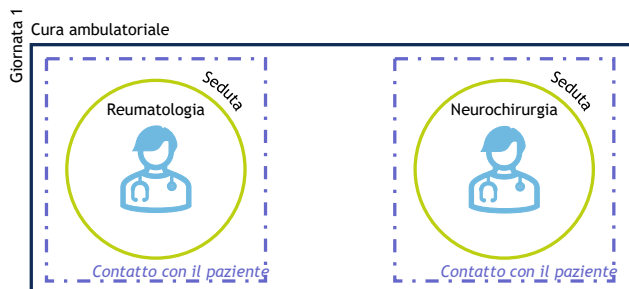 Giornata 1
Cura ambulatoriale
Seduta
Reumatologia
Contatto con il paziente
Seduta
Neurochirurgia
Contatto con il paziente